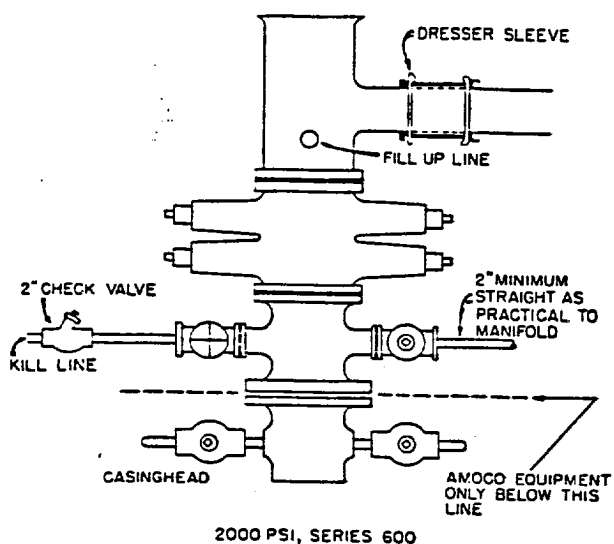 DRESSER SLEEVE
FILL UP LINE
2" CHECK VALVE
2" MINIMUM
STRAIGHT AS
PRACTICAL TO
MANIFOLD
KILL LINE
CASINGHEAD
AMOCO EQUIPMENT
ONLY BELOW THIS
LINE
2000 PSI, SERIES 600